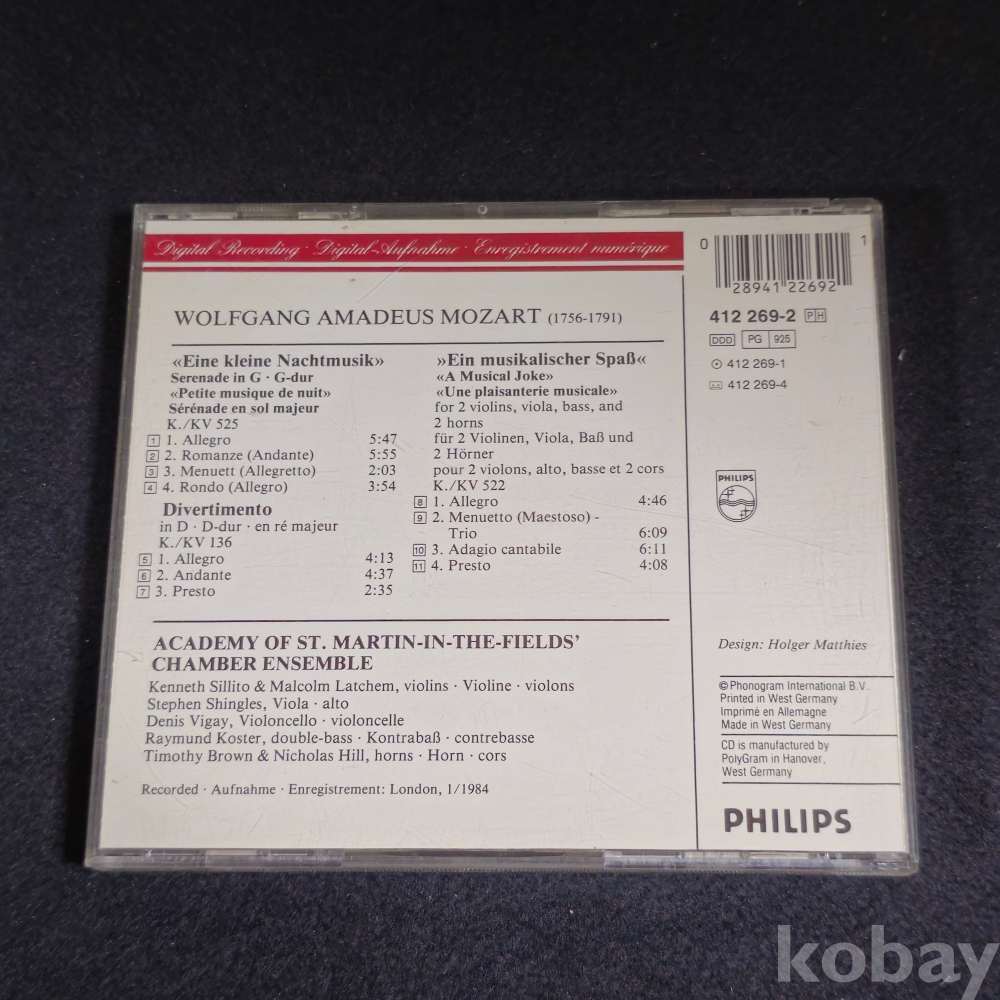 Digital Recording · Digital-Aufnahme · Enregistrement numérique
WOLFGANG AMADEUS MOZART (1756-1791)
«Eine kleine Nachtmusik»
Serenade in G · G-dur
«Petite musique de nuit»
Sérénade en sol majeur
K./KV 525
1 1. Allegro 5:47
2 2. Romanze (Andante) 5:55
3 3. Menuett (Allegretto) 2:03
4 4. Rondo (Allegro) 3:54
Divertimento
in D · D-dur · en ré majeur
K./KV 136
5 1. Allegro 4:13
6 2. Andante 4:37
7 3. Presto 2:35
»Ein musikalischer Spaß«
«A Musical Joke»
«Une plaisanterie musicale»
for 2 violins, viola, bass, and
2 horns
für 2 Violinen, Viola, Baß und
2 Hörner
pour 2 violons, alto, basse et 2 cors
K./KV 522
8 1. Allegro 4:46
9 2. Menuetto (Maestoso) -
Trio 6:09
10 3. Adagio cantabile 6:11
11 4. Presto 4:08
ACADEMY OF ST. MARTIN-IN-THE-FIELDS'
CHAMBER ENSEMBLE
Kenneth Sillito & Malcolm Latchem, violins · Violine · violons
Stephen Shingles, Viola · alto
Denis Vigay, Violoncello · violoncelle
Raymund Koster, double-bass · Kontrabaß · contrebasse
Timothy Brown & Nicholas Hill, horns · Horn · cors
Recorded · Aufnahme · Enregistrement: London, 1/1984
0 28941 22692 1
412 269-2 PH
DDD PG 925
412 269-1
412 269-4
PHILIPS
Design: Holger Matthies
© Phonogram International B.V.
Printed in West Germany
Imprimé en Allemagne
Made in West Germany
CD is manufactured by
PolyGram in Hanover,
West Germany
PHILIPS
kobay